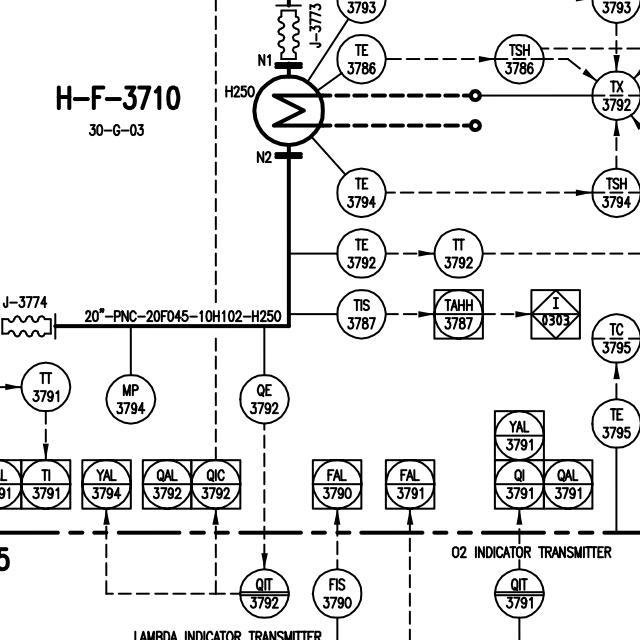 3793
3793
J-3773
N1
TE
3786
TSH
3786
H-F-3710
H250
TX
3792
30-G-03
N2
TE
3794
TSH
3794
TE
3792
TT
3792
J-3774
20"-PNC-20F045-10H102-H250
TIS
3787
TAHH
3787
I
0303
TC
3795
TT
3791
MP
3794
QE
3792
TE
3795
YAL
3791
L
91
TI
3791
YAL
3794
QAL
3792
QIC
3792
FAL
3790
FAL
3791
QI
3791
QAL
3791
5
O2 INDICATOR TRANSMITTER
QIT
3792
FIS
3790
QIT
3791
LAMBDA INDICATOR TRANSMITTER